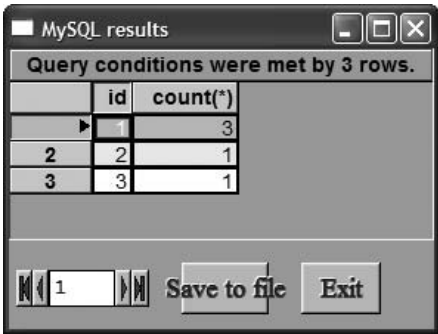 MySQL results
Query conditions were met by 3 rows.
id count(*)
1 3
2 2 1
3 3 1
1 Save to file Exit